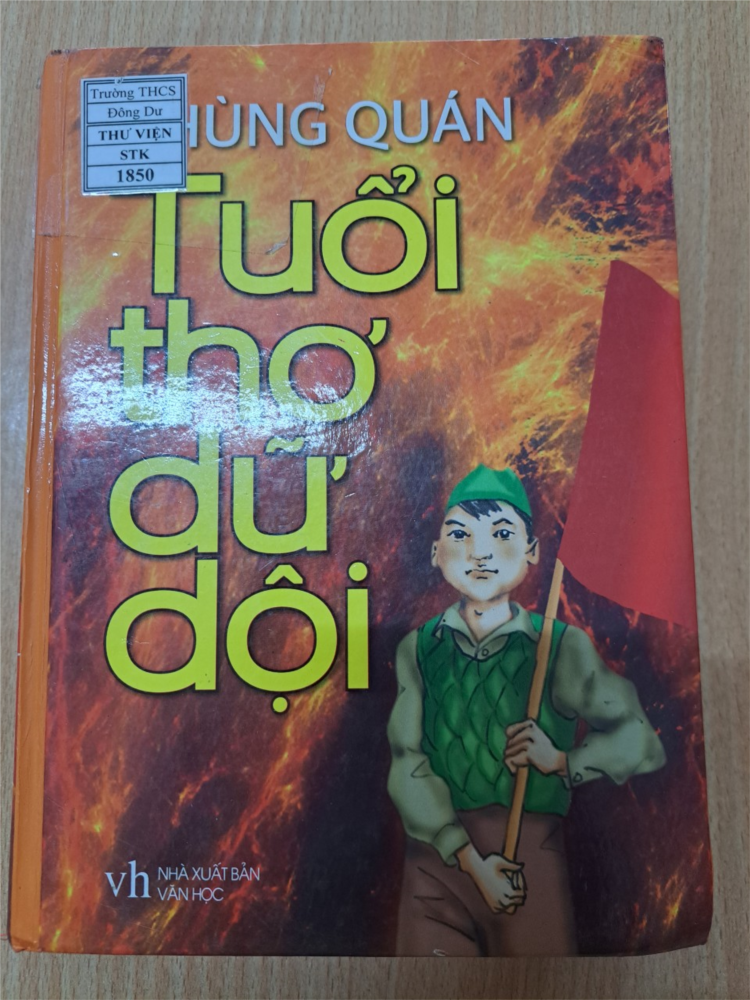 Trường THCS
Đông Dư
THƯ VIỆN
STK
1850
HÙNG QUÁN
Tuổi
thơ
dữ
dội
vh
NHÀ XUẤT BẢN
VĂN HỌC